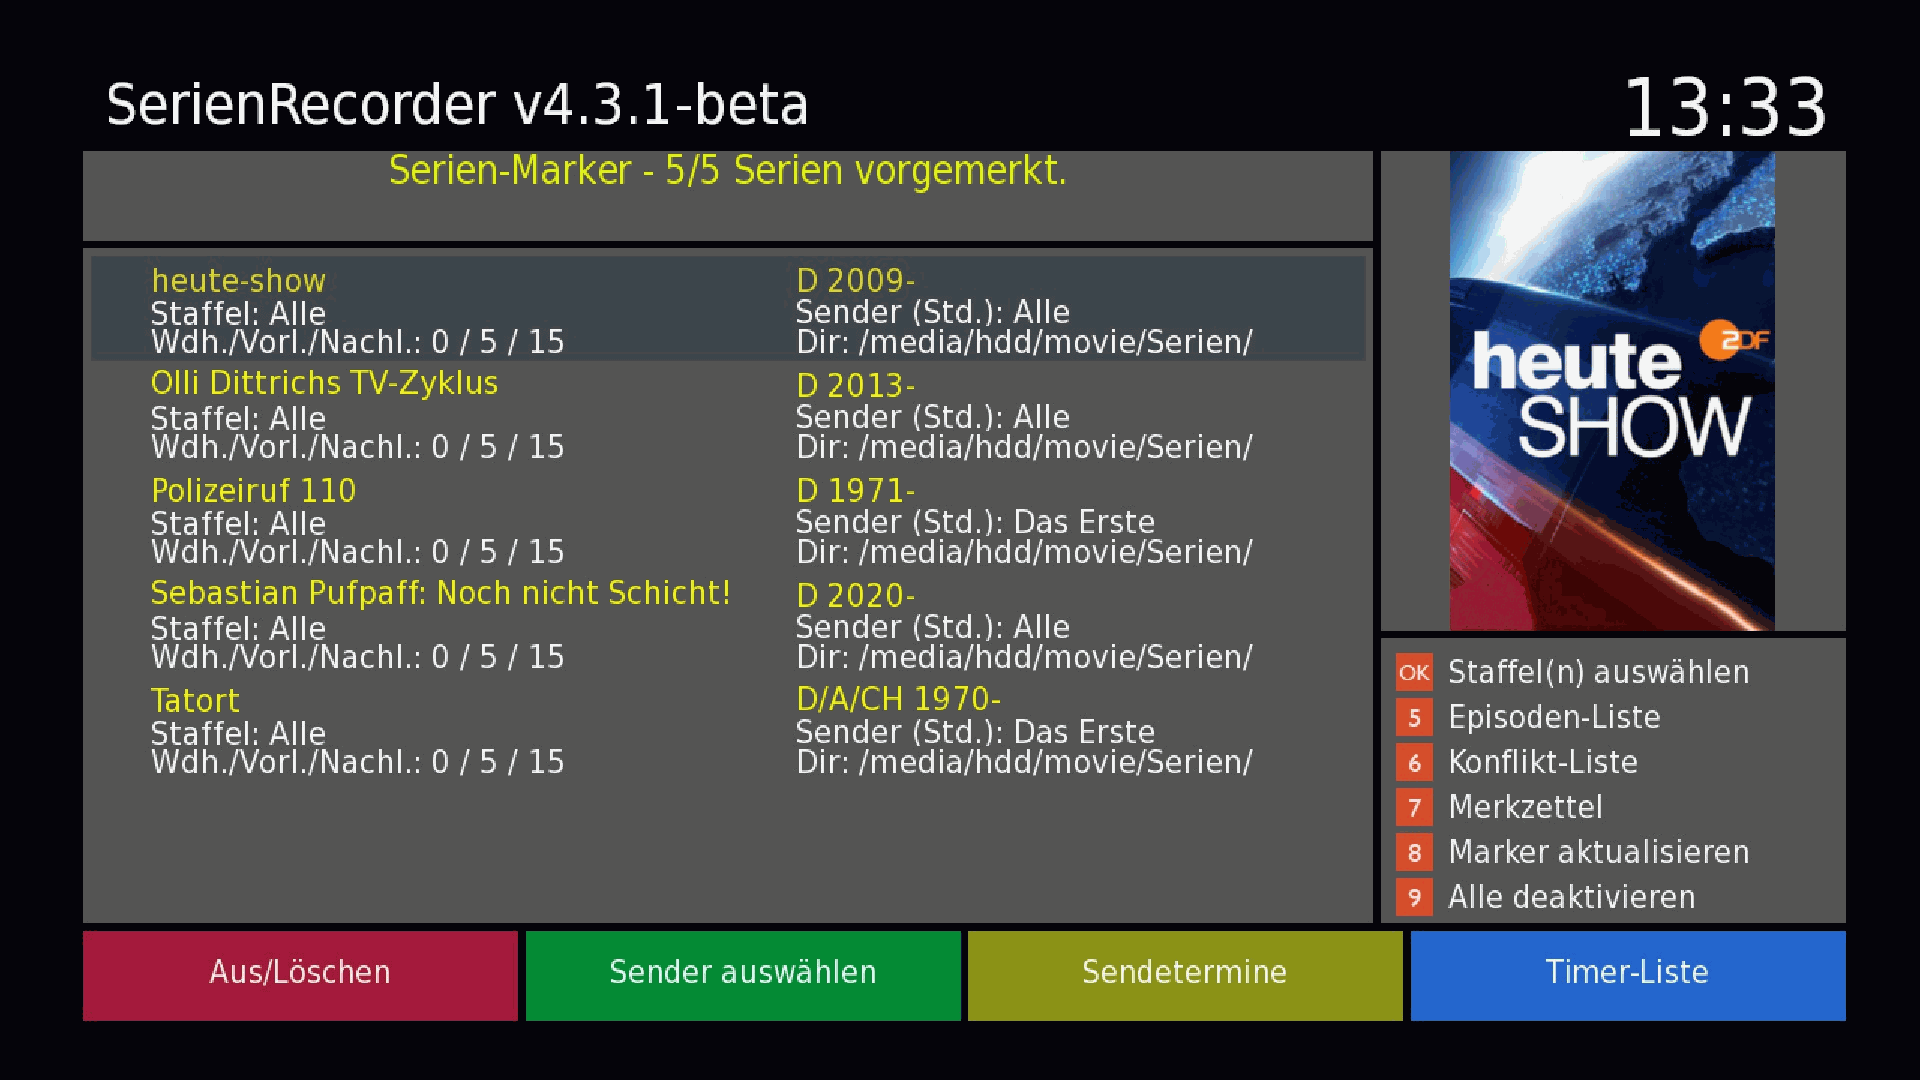 SerienRecorder v4.3.1-beta
13:33
Serien-Marker - 5/5 Serien vorgemerkt.
heute-show D 2009-
Staffel: Alle Sender (Std.): Alle
Wdh./Vorl./Nachl.: 0 / 5 / 15 Dir: /media/hdd/movie/Serien/
Olli Dittrichs TV-Zyklus D 2013-
Staffel: Alle Sender (Std.): Alle
Wdh./Vorl./Nachl.: 0 / 5 / 15 Dir: /media/hdd/movie/Serien/
Polizeiruf 110 D 1971-
Staffel: Alle Sender (Std.): Das Erste
Wdh./Vorl./Nachl.: 0 / 5 / 15 Dir: /media/hdd/movie/Serien/
Sebastian Pufpaff: Noch nicht Schicht! D 2020-
Staffel: Alle Sender (Std.): Alle
Wdh./Vorl./Nachl.: 0 / 5 / 15 Dir: /media/hdd/movie/Serien/
Tatort D/A/CH 1970-
Staffel: Alle Sender (Std.): Das Erste
Wdh./Vorl./Nachl.: 0 / 5 / 15 Dir: /media/hdd/movie/Serien/
ZDF
heute
SHOW
OK Staffel(n) auswählen
5 Episoden-Liste
6 Konflikt-Liste
7 Merkzettel
8 Marker aktualisieren
9 Alle deaktivieren
Aus/Löschen
Sender auswählen
Sendetermine
Timer-Liste